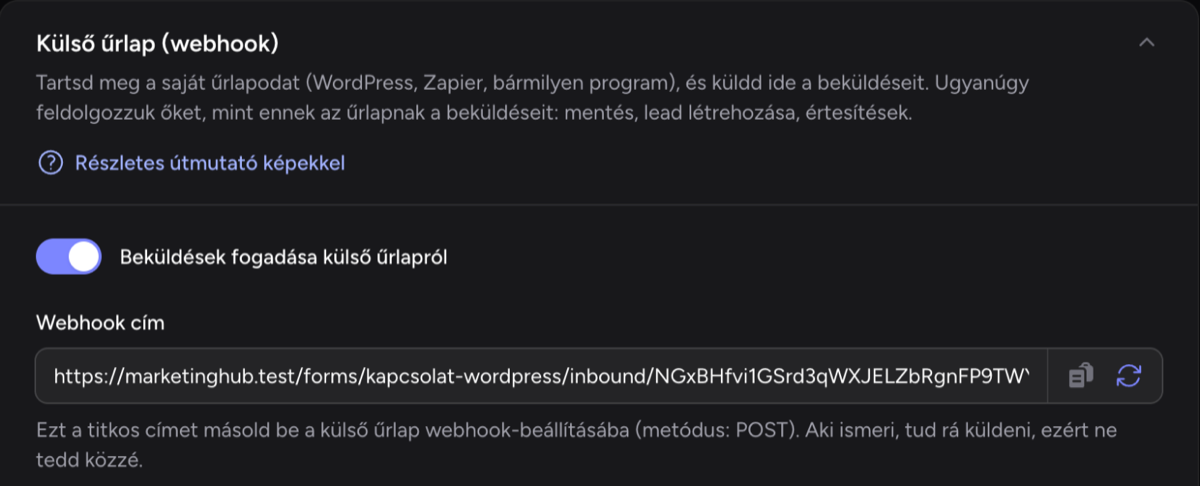 Külső űrlap (webhook)
Tartsd meg a saját űrlapodat (WordPress, Zapier, bármilyen program), és küldd ide a beküldéseit. Ugyanúgy
feldolgozzuk őket, mint ennek az űrlapnak a beküldéseit: mentés, lead létrehozása, értesítések.
Részletes útmutató képekkel
Beküldések fogadása külső űrlapról
Webhook cím
https://marketinghub.test/forms/kapcsolat-wordpress/inbound/NGxBHfvi1GSrd3qWXJELZbRgnFP9TW
Ezt a titkos címet másold be a külső űrlap webhook-beállításába (metódus: POST). Aki ismeri, tud rá küldeni, ezért ne
tedd közzé.